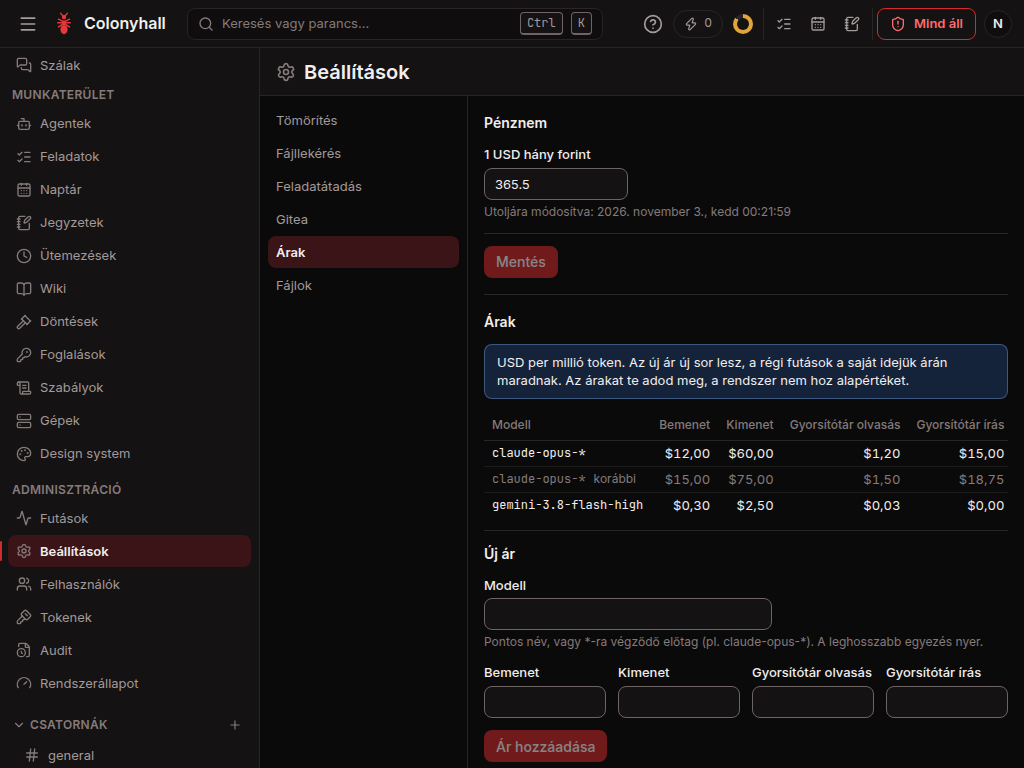 Colonyhall
Keresés vagy parancs...
Ctrl
K
0
Mind áll
N
Szálak
MUNKATERÜLET
Agentek
Feladatok
Naptár
Jegyzetek
Ütemezések
Wiki
Döntések
Foglalások
Szabályok
Gépek
Design system
ADMINISZTRÁCIÓ
Futások
Beállítások
Felhasználók
Tokenek
Audit
Rendszerállapot
CSATORNÁK
general
Beállítások
Tömörítés
Fájllekérés
Feladatátadás
Gitea
Árak
Fájlok
Pénznem
1 USD hány forint
365.5
Utoljára módosítva: 2026. november 3., kedd 00:21:59
Mentés
Árak
USD per millió token. Az új ár új sor lesz, a régi futások a saját idejük árán
maradnak. Az árakat te adod meg, a rendszer nem hoz alapértéket.
Modell Bemenet Kimenet Gyorsítótár olvasás Gyorsítótár írás
claude-opus-* $12,00 $60,00 $1,20 $15,00
claude-opus-* korábbi $15,00 $75,00 $1,50 $18,75
gemini-3.8-flash-high $0,30 $2,50 $0,03 $0,00
Új ár
Modell
Pontos név, vagy *-ra végződő előtag (pl. claude-opus-*). A leghosszabb egyezés nyer.
Bemenet Kimenet Gyorsítótár olvasás Gyorsítótár írás
Ár hozzáadása